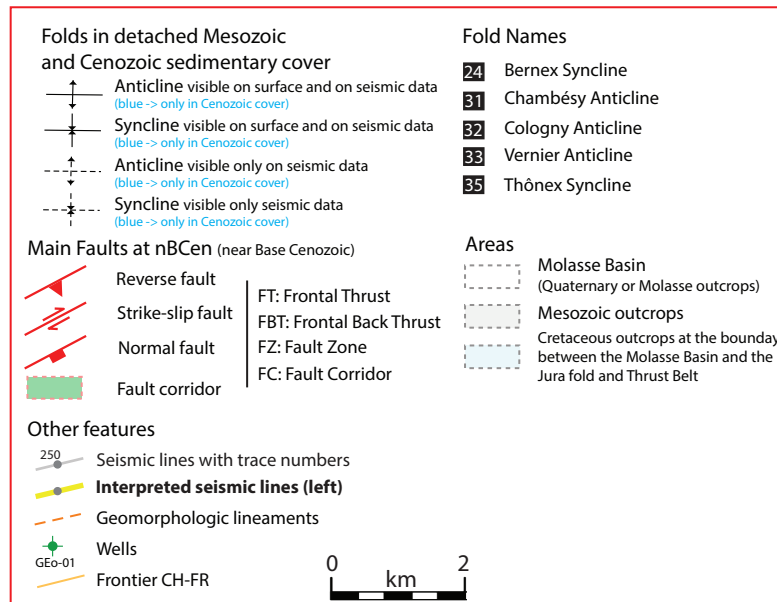 Folds in detached Mesozoic
and Cenozoic sedimentary cover
Anticline visible on surface and on seismic data
(blue -> only in Cenozoic cover)
Syncline visible on surface and on seismic data
(blue -> only in Cenozoic cover)
Anticline visible only on seismic data
(blue -> only in Cenozoic cover)
Syncline visible only seismic data
(blue -> only in Cenozoic cover)
Fold Names
24 Bernex Syncline
31 Chambésy Anticline
32 Cologny Anticline
33 Vernier Anticline
35 Thônex Syncline
Main Faults at nBCen (near Base Cenozoic)
Reverse fault
Strike-slip fault
Normal fault
Fault corridor
FT: Frontal Thrust
FBT: Frontal Back Thrust
FZ: Fault Zone
FC: Fault Corridor
Areas
Molasse Basin
(Quaternary or Molasse outcrops)
Mesozoic outcrops
Cretaceous outcrops at the bounday
between the Molasse Basin and the
Jura fold and Thrust Belt
Other features
250 Seismic lines with trace numbers
Interpreted seismic lines (left)
Geomorphologic lineaments
Wells
GEo-01
Frontier CH-FR
0 2
km